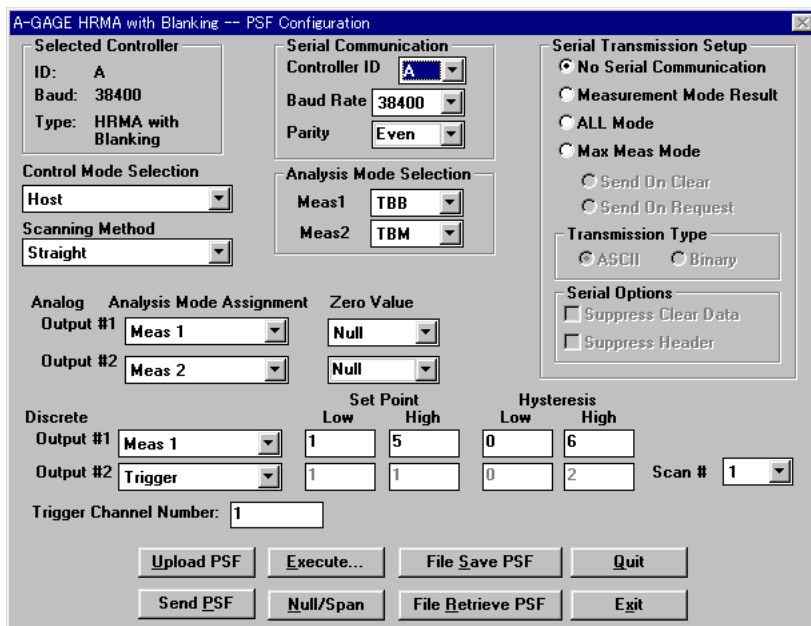 A-GAGE HRMA with Blanking -- PSF Configuration
Selected Controller
ID: A
Baud: 38400
Type: HRMA with
Blanking
Control Mode Selection
Host
Scanning Method
Straight
Serial Communication
Controller ID A
Baud Rate 38400
Parity Even
Analysis Mode Selection
Meas1 TBB
Meas2 TBM
Serial Transmission Setup
No Serial Communication
Measurement Mode Result
ALL Mode
Max Meas Mode
Send On Clear
Send On Request
Transmission Type
ASCII Binary
Serial Options
Suppress Clear Data
Suppress Header
Analog Analysis Mode Assignment Zero Value
Output #1 Meas 1 Null
Output #2 Meas 2 Null
Set Point Hysteresis
Discrete Low High Low High
Output #1 Meas 1 1 5 0 6
Output #2 Trigger 1 1 0 2 Scan # 1
Trigger Channel Number: 1
Upload PSF Execute... File Save PSF Quit
Send PSF Null/Span File Retrieve PSF Exit